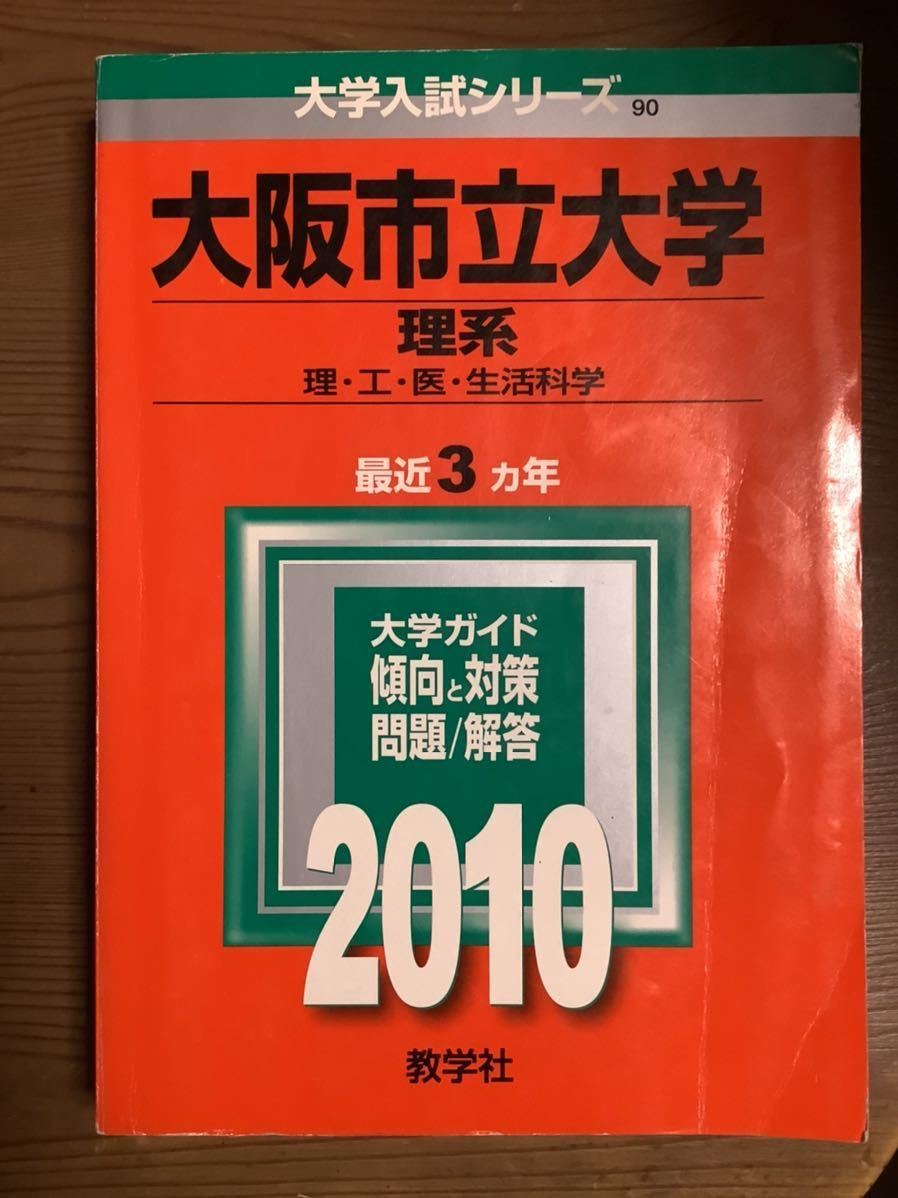 大学入試シリーズ 90
大阪市立大学
理系
理・工・医・生活科学
最近3ヵ年
大学ガイド
傾向と対策
問題/解答
2010
教学社